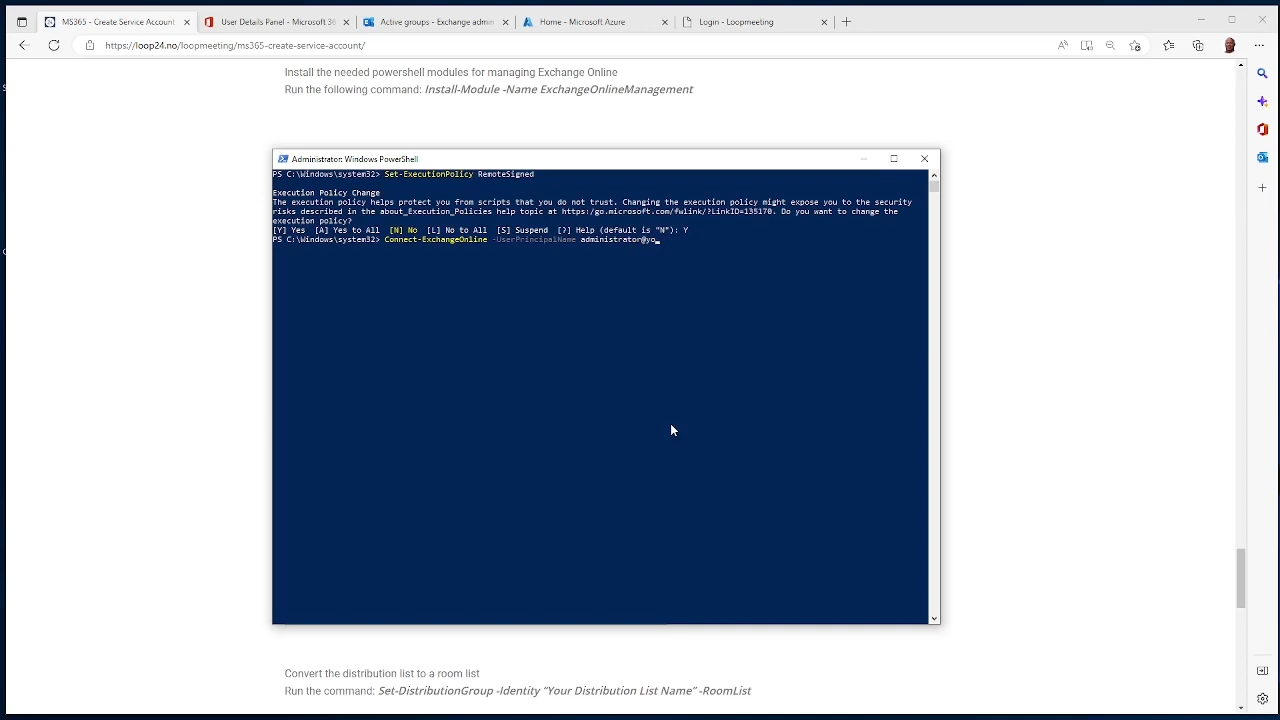 MS365 - Create Service Account
User Details Panel - Microsoft 36
Active groups - Exchange admin
Home - Microsoft Azure
Login - Loopmeeting
https://loop24.no/loopmeeting/ms365-create-service-account/
Install the needed powershell modules for managing Exchange Online
Run the following command: Install-Module -Name ExchangeOnlineManagement
Administrator: Windows PowerShell
PS C:\Windows\system32> Set-ExecutionPolicy RemoteSigned
Execution Policy Change
The execution policy helps protect you from scripts that you do not trust. Changing the execution policy might expose you to the security
risks described in the about_Execution_Policies help topic at https:/go.microsoft.com/fwlink/?LinkID=135170. Do you want to change the
execution policy?
[Y] Yes  [A] Yes to All  [N] No  [L] No to All  [S] Suspend  [?] Help (default is "N"): Y
PS C:\Windows\system32> Connect-ExchangeOnline -UserPrincipalName administrator@yo_
Convert the distribution list to a room list
Run the command: Set-DistributionGroup -Identity “Your Distribution List Name” -RoomList